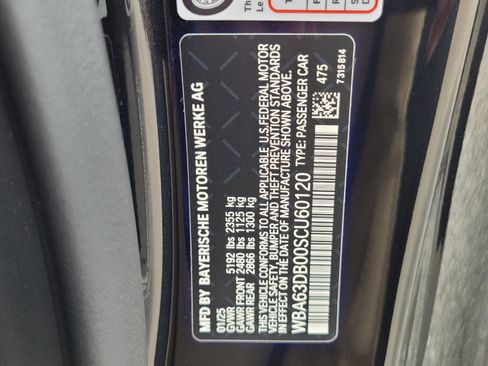 MFD BY BAYERISCHE MOTOREN WERKE AG
01/25
GVWR 5192 lbs 2355 kg
GAWR FRONT 2480 lbs 1125 kg
GAWR REAR 2866 lbs 1300 kg
THIS VEHICLE CONFORMS TO ALL APPLICABLE U.S. FEDERAL MOTOR
VEHICLE SAFETY, BUMPER AND THEFT PREVENTION STANDARDS
IN EFFECT ON THE DATE OF MANUFACTURE SHOWN ABOVE.
WBA63DB00SCU60120 TYPE: PASSENGER CAR
475
7315814
Th
Le